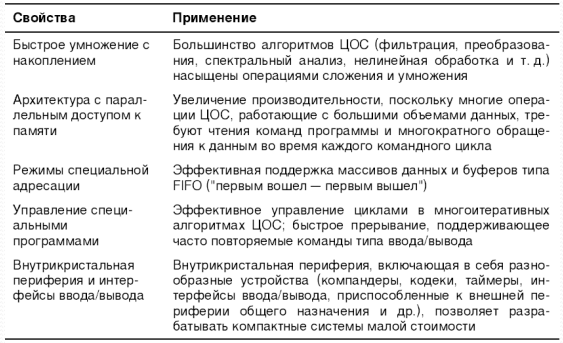 Свойства Применение
Быстрое умножение с Большинство алгоритмов ЦОС (фильтрация, преобразова-
накоплением ния, спектральный анализ, нелинейная обработка и т. д.)
насыщены операциями сложения и умножения
Архитектура с парал- Увеличение производительности, поскольку многие опера-
лельным доступом к ции ЦОС, работающие с большими объемами данных, тре-
памяти буют чтения команд программы и многократного обраще-
ния к данным во время каждого командного цикла
Режимы специальной Эффективная поддержка массивов данных и буферов типа
адресации FIFO ("первым вошел — первым вышел")
Управление специ- Эффективное управление циклами в многоитеративных
альными алгоритмах ЦОС; быстрое прерывание, поддерживающее
программами часто повторяемые команды типа ввода/вывода
Внутрикристальная Внутрикристальная периферия, включающая в себя разно-
периферия и интер- образные устройства (компандеры, кодеки, таймеры, ин-
фейсы ввода/вывода терфейсы ввода/вывода, приспособленные к внешней пе-
риферии общего назначения и др.), позволяет разра-
батывать компактные системы малой стоимости